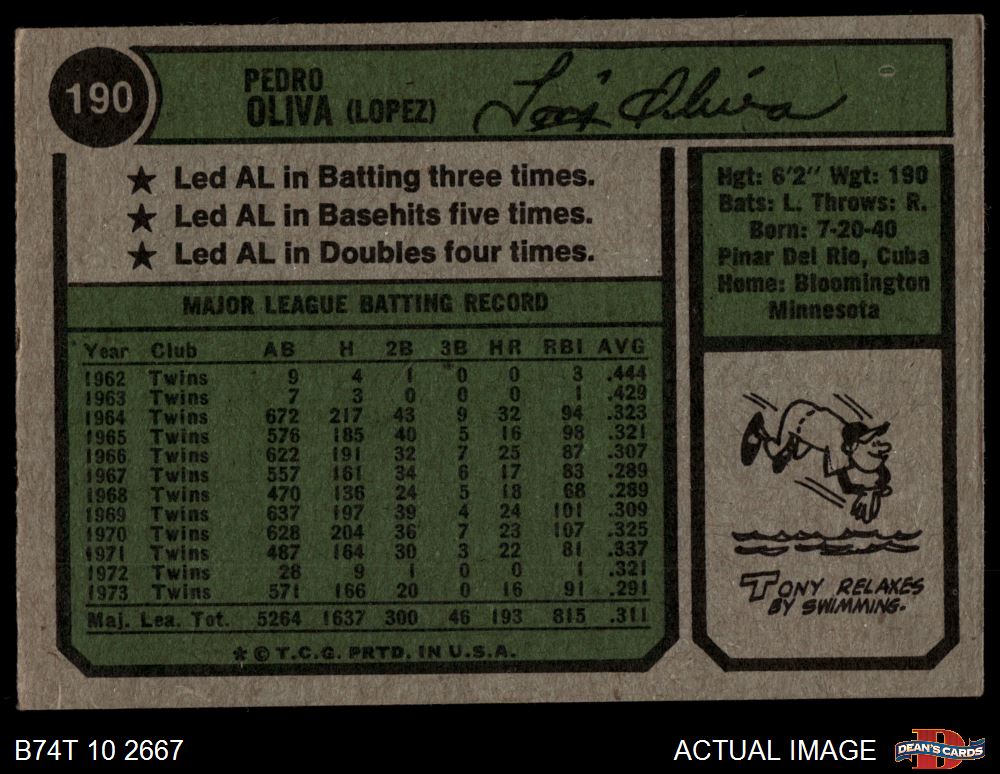 190
PEDRO
OLIVA (LOPEZ)
Toni Oliva
★ Led AL in Batting three times.
★ Led AL in Basehits five times.
★ Led AL in Doubles four times.
MAJOR LEAGUE BATTING RECORD
Year Club AB H 2B 3B HR RBI AVG
1962 Twins 9 4 1 0 0 3 .444
1963 Twins 7 3 0 0 0 1 .429
1964 Twins 672 217 43 9 32 94 .323
1965 Twins 576 185 40 5 16 98 .321
1966 Twins 622 191 32 7 25 87 .307
1967 Twins 557 161 34 6 17 83 .289
1968 Twins 470 136 24 5 18 68 .289
1969 Twins 637 197 39 4 24 101 .309
1970 Twins 628 204 36 7 23 107 .325
1971 Twins 487 164 30 3 22 81 .337
1972 Twins 28 9 1 0 0 1 .321
1973 Twins 571 166 20 0 16 91 .291
Maj. Lea. Tot. 5264 1637 300 46 193 815 .311
* © T.C.G. PRTD. IN U.S.A.
Hgt: 6'2" Wgt: 190
Bats: L. Throws: R.
Born: 7-20-40
Pinar Del Rio, Cuba
Home: Bloomington
Minnesota
TONY RELAXES
BY SWIMMING.
B74T 10 2667
ACTUAL IMAGE
D
DEAN'S CARDS